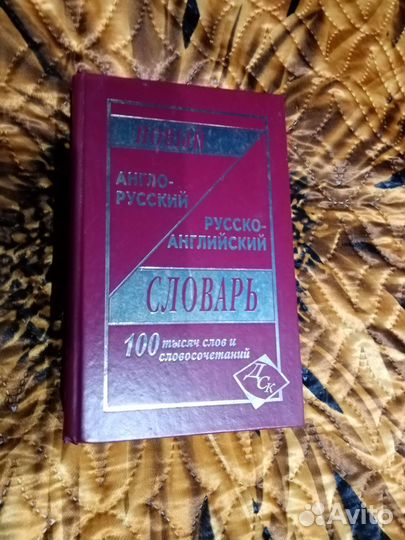 НОВЫЙ
АНГЛО-
РУССКИЙ
РУССКО-
АНГЛИЙСКИЙ
СЛОВАРЬ
100 тысяч слов и
словосочетаний
ДСК
Avito